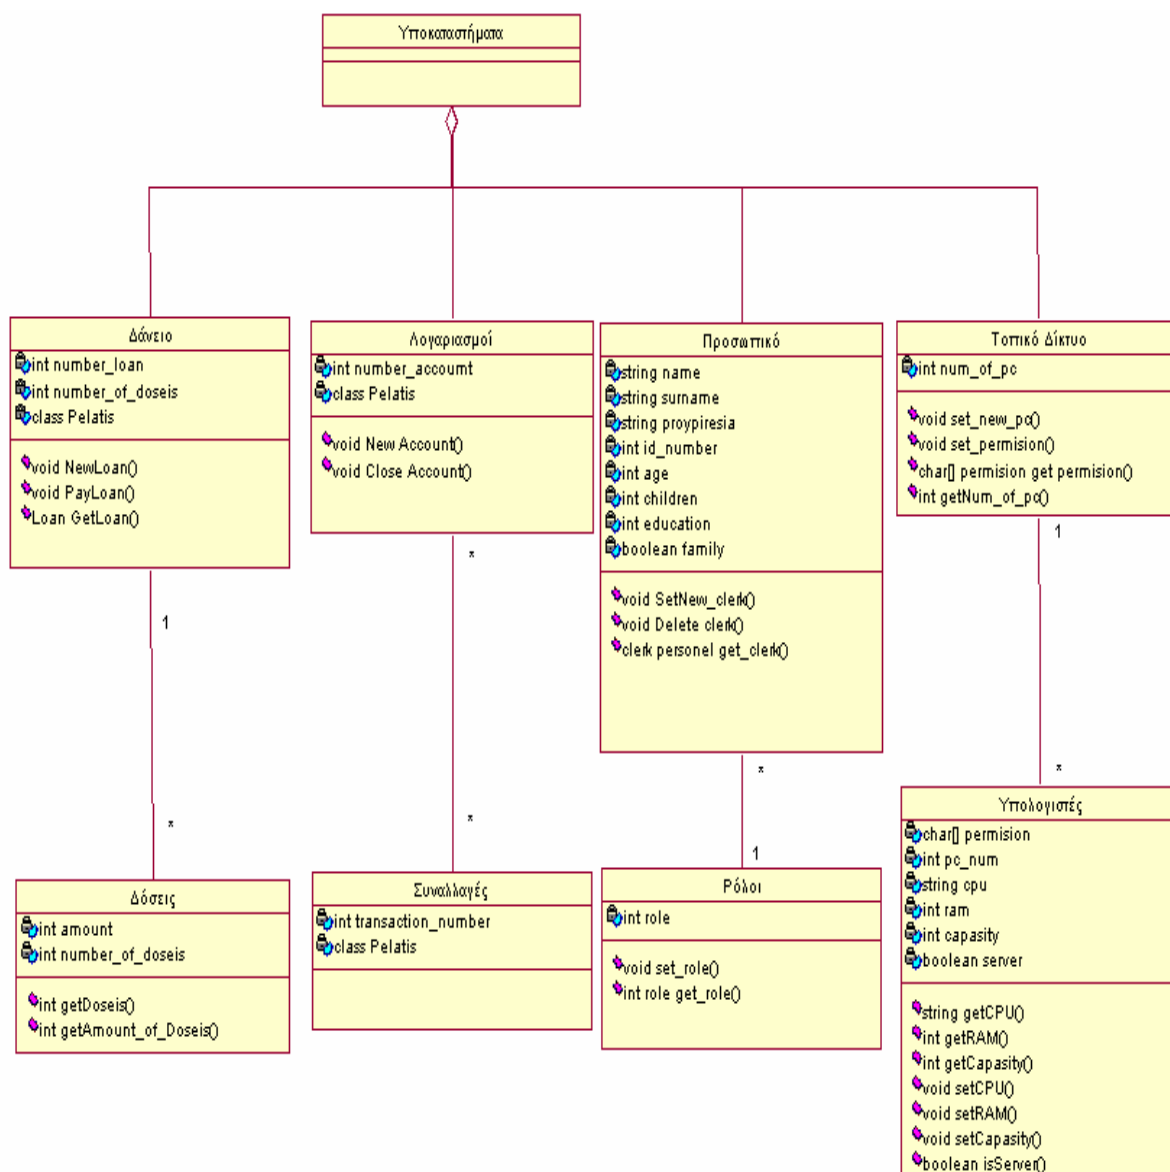 Υποκαταστήματα
Δάνειο
int number_loan
int number_of_doseis
class Pelatis
void NewLoan()
void PayLoan()
Loan GetLoan()
1
*
Δόσεις
int amount
int number_of_doseis
int getDoseis()
int getAmount_of_Doseis()
Λογαριασμοί
int number_account
class Pelatis
void New Account()
void Close Account()
*
*
Συναλλαγές
int transaction_number
class Pelatis
Προσωπικό
string name
string surname
string proypiresia
int id_number
int age
int children
int education
boolean family
void SetNew_clerk()
void Delete clerk()
clerk personel get_clerk()
*
1
Ρόλοι
int role
void set_role()
int role get_role()
Τοπικό Δίκτυο
int num_of_pc
void set_new_pc()
void set_permision()
char[] permision get permision()
int getNum_of_pc()
1
*
Υπολογιστές
char[] permision
int pc_num
string cpu
int ram
int capasity
boolean server
string getCPU()
int getRAM()
int getCapasity()
void setCPU()
void setRAM()
void setCapasity()
boolean isServer()